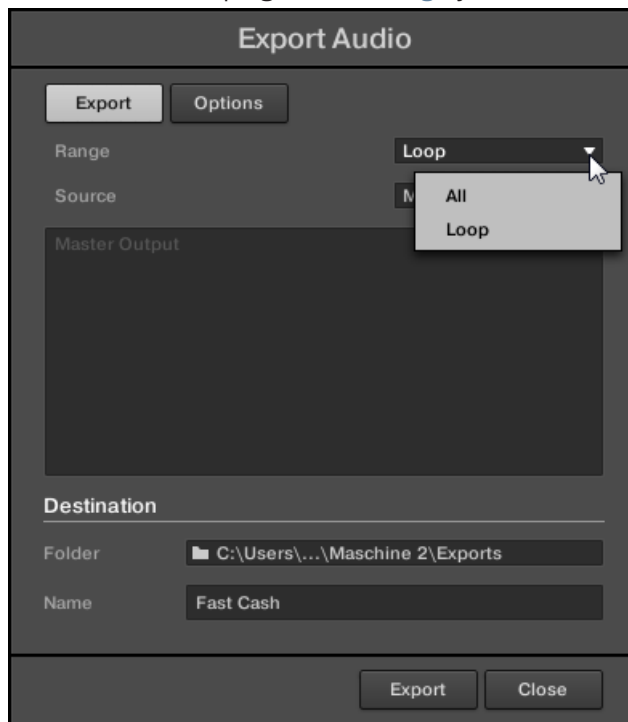 Export Audio
Export Options
Range Loop
Source M
All
Loop
Master Output
Destination
Folder C:\Users\...\Maschine 2\Exports
Name Fast Cash
Export Close